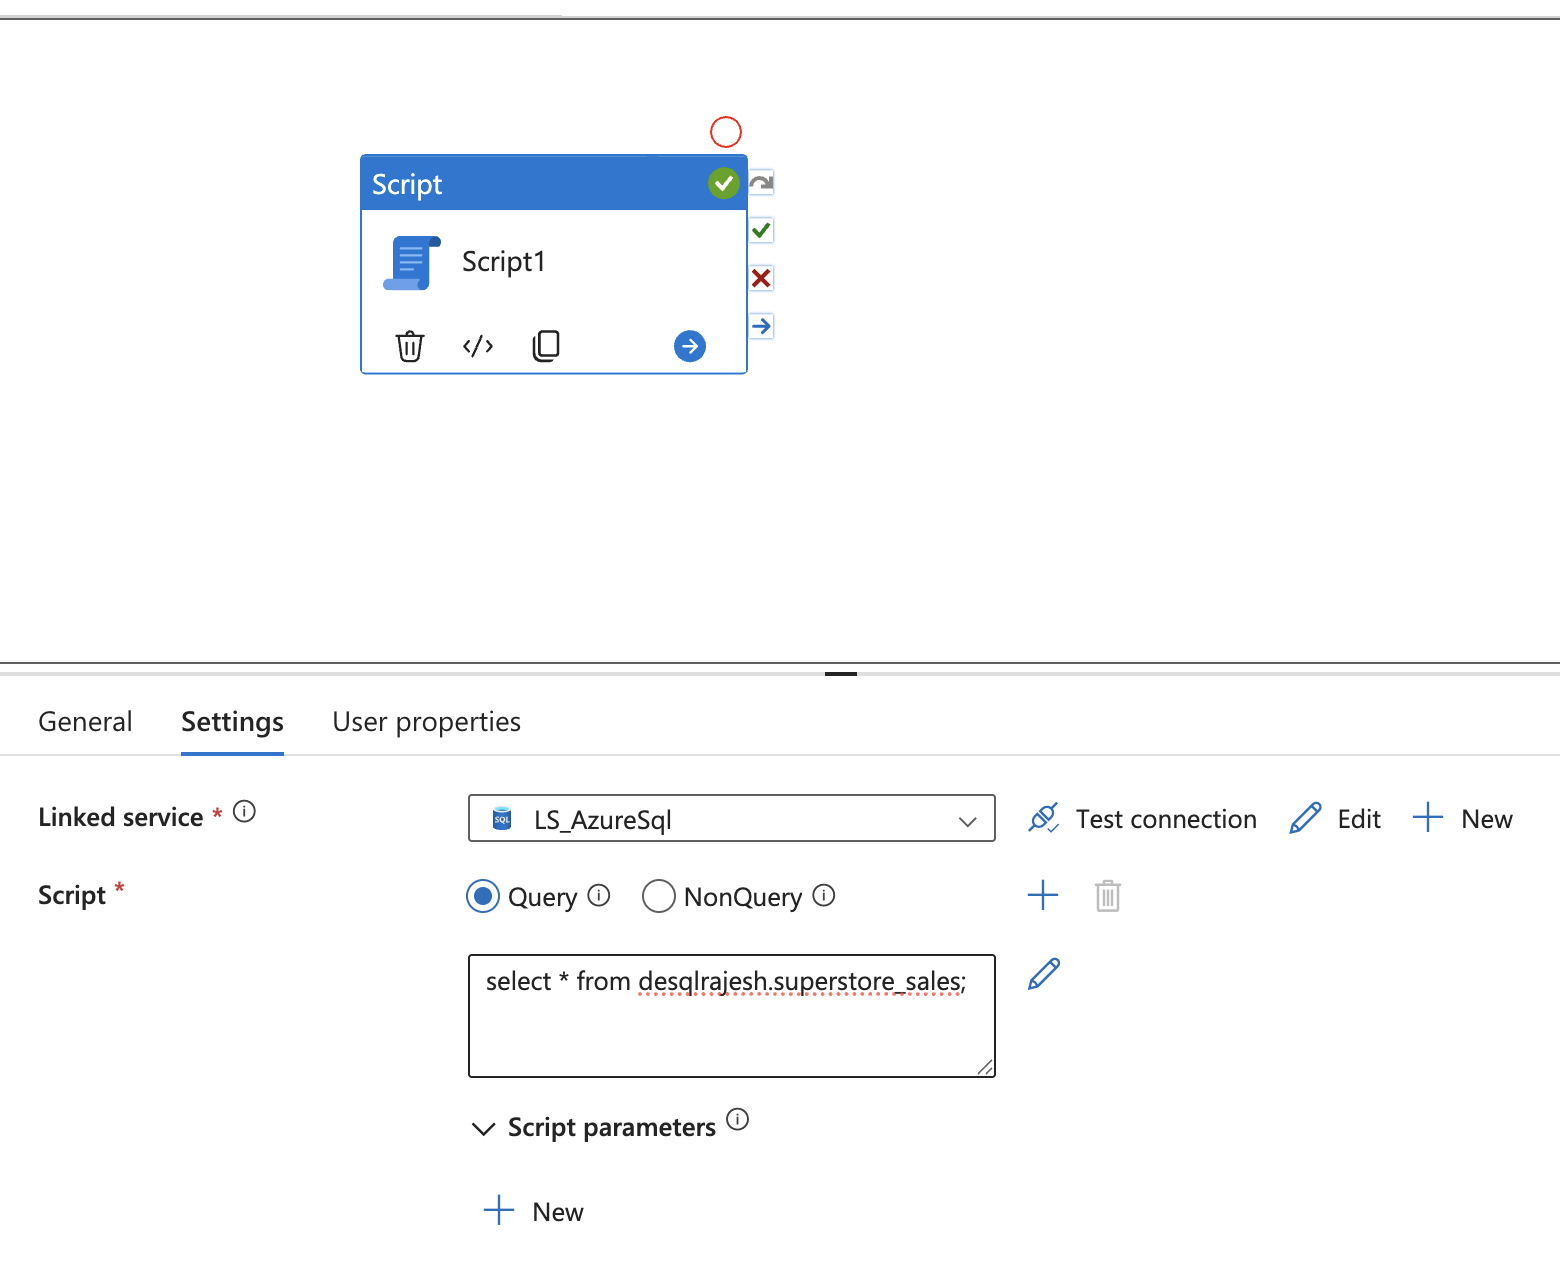 Script
Script1
General Settings User properties
Linked service * LS_AzureSql Test connection Edit New
Script * Query NonQuery
select * from desqlrajesh.superstore_sales;
Script parameters
New